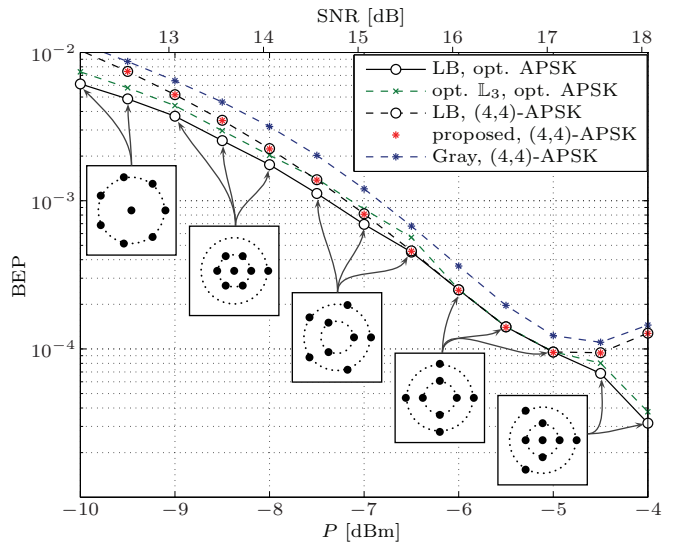 SNR [dB]
13 14 15 16 17 18
10−2
10−3
10−4
BEP
LB, opt. APSK
opt. 𝕃3, opt. APSK
LB, (4,4)-APSK
proposed, (4,4)-APSK
Gray, (4,4)-APSK
−10 −9 −8 −7 −6 −5 −4
P [dBm]